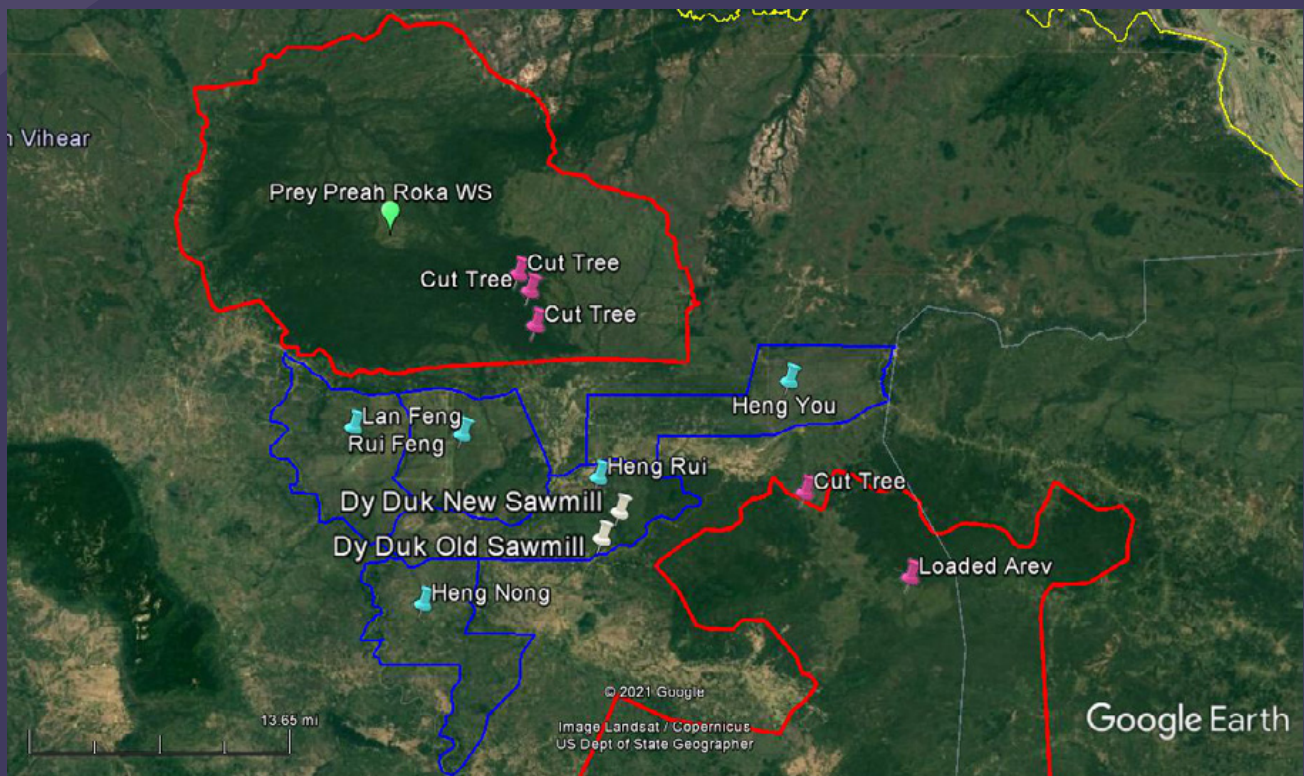 n Vihear
Prey Preah Roka WS
Cut Tree
Cut Tree
Cut Tree
Heng You
Lan Feng
Rui Feng
Heng Rui
Cut Tree
Dy Duk New Sawmill
Dy Duk Old Sawmill
Loaded Arev
Heng Nong
© 2021 Google
13.65 mi
Image Landsat / Copernicus
US Dept of State Geographer
Google Earth